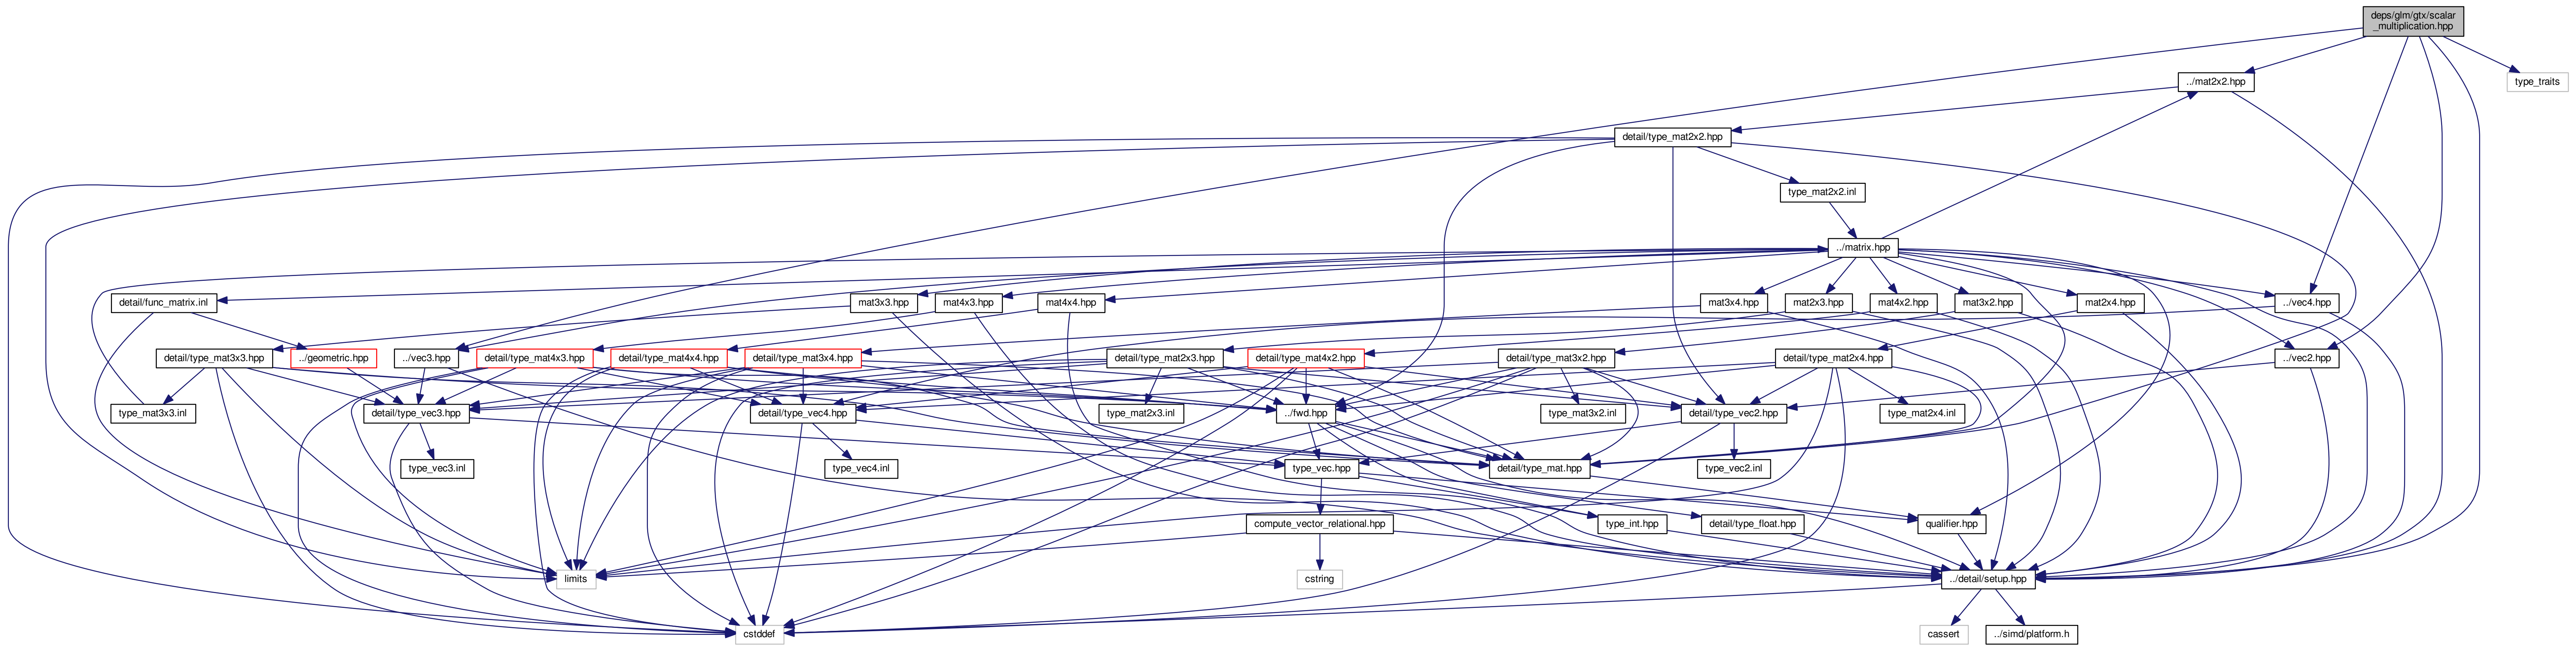 deps/glm/gtx/scalar
_multiplication.hpp
../mat2x2.hpp
type_traits
detail/type_mat2x2.hpp
type_mat2x2.inl
../matrix.hpp
detail/func_matrix.inl
mat3x3.hpp
mat4x3.hpp
mat4x4.hpp
mat3x4.hpp
mat2x3.hpp
mat4x2.hpp
mat3x2.hpp
mat2x4.hpp
../vec4.hpp
detail/type_mat3x3.hpp
../geometric.hpp
../vec3.hpp
detail/type_mat4x3.hpp
detail/type_mat4x4.hpp
detail/type_mat3x4.hpp
detail/type_mat2x3.hpp
detail/type_mat4x2.hpp
detail/type_mat3x2.hpp
detail/type_mat2x4.hpp
../vec2.hpp
type_mat3x3.inl
detail/type_vec3.hpp
detail/type_vec4.hpp
type_mat2x3.inl
../fwd.hpp
type_mat3x2.inl
detail/type_vec2.hpp
type_mat2x4.inl
type_vec3.inl
type_vec4.inl
type_vec.hpp
detail/type_mat.hpp
type_vec2.inl
compute_vector_relational.hpp
type_int.hpp
detail/type_float.hpp
qualifier.hpp
limits
cstring
../detail/setup.hpp
cstddef
cassert
../simd/platform.h